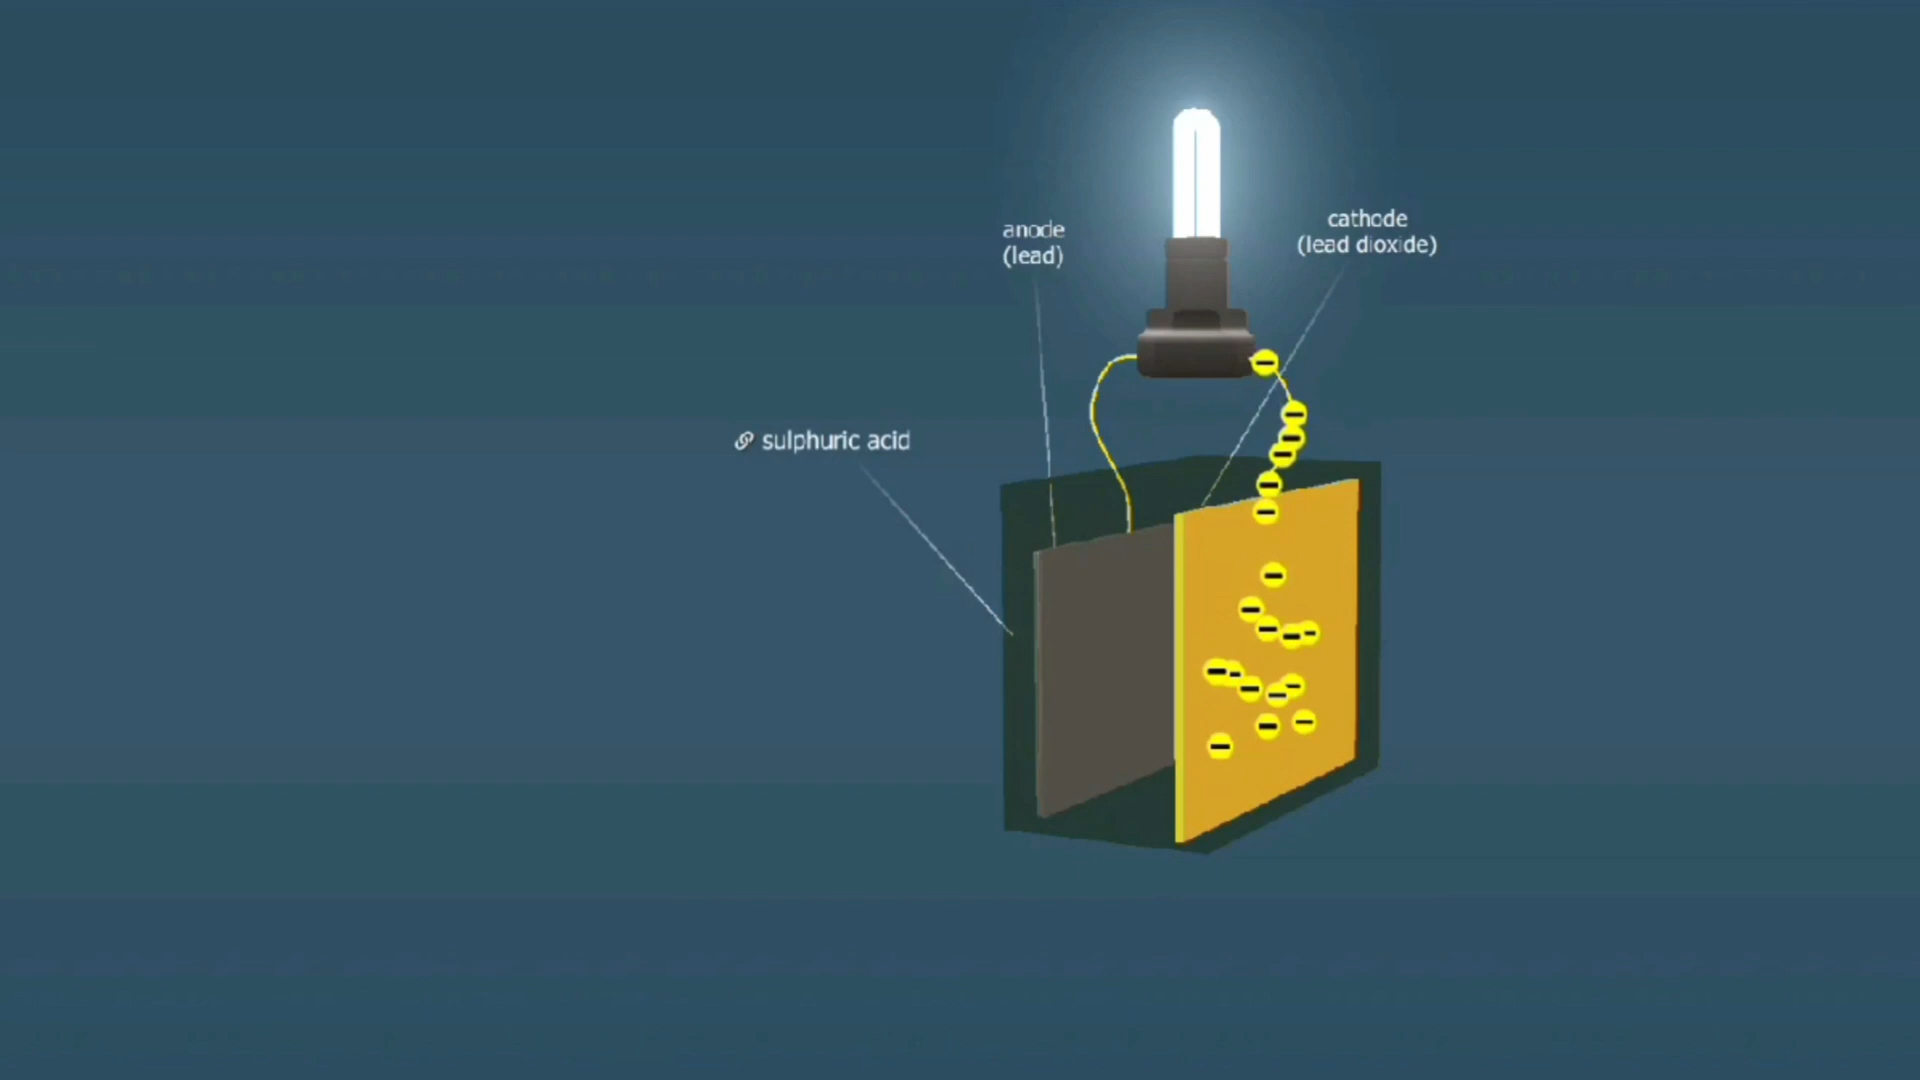 anode
(lead)
cathode
(lead dioxide)
sulphuric acid